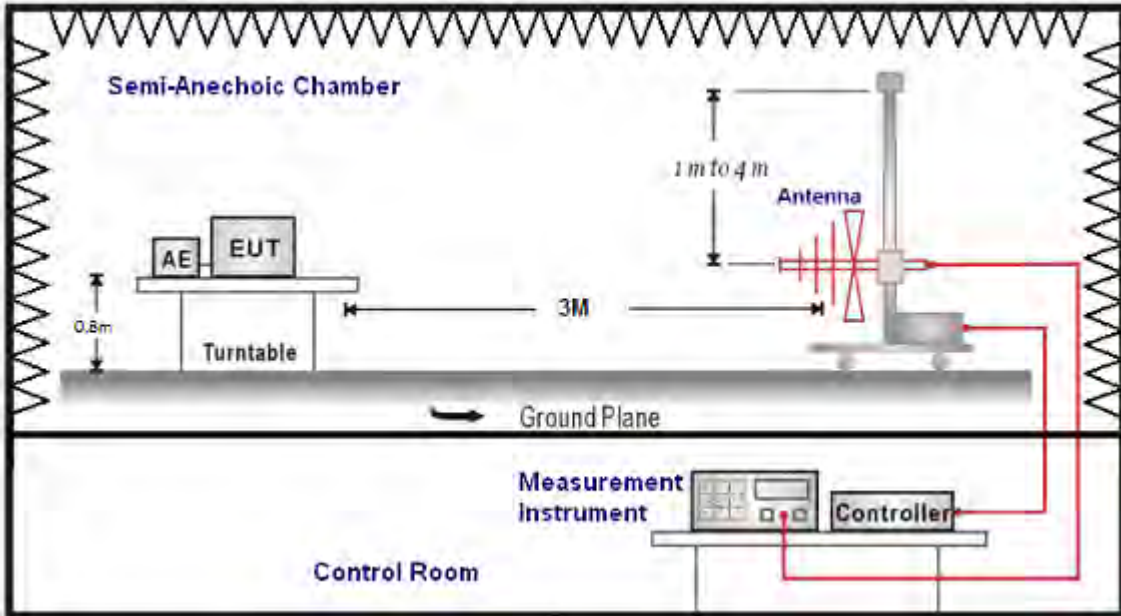 Semi-Anechoic Chamber
1 m to 4 m
Antenna
AE
EUT
3M
0.8m
Turntable
Ground Plane
Measurement
Instrument
Controller
Control Room